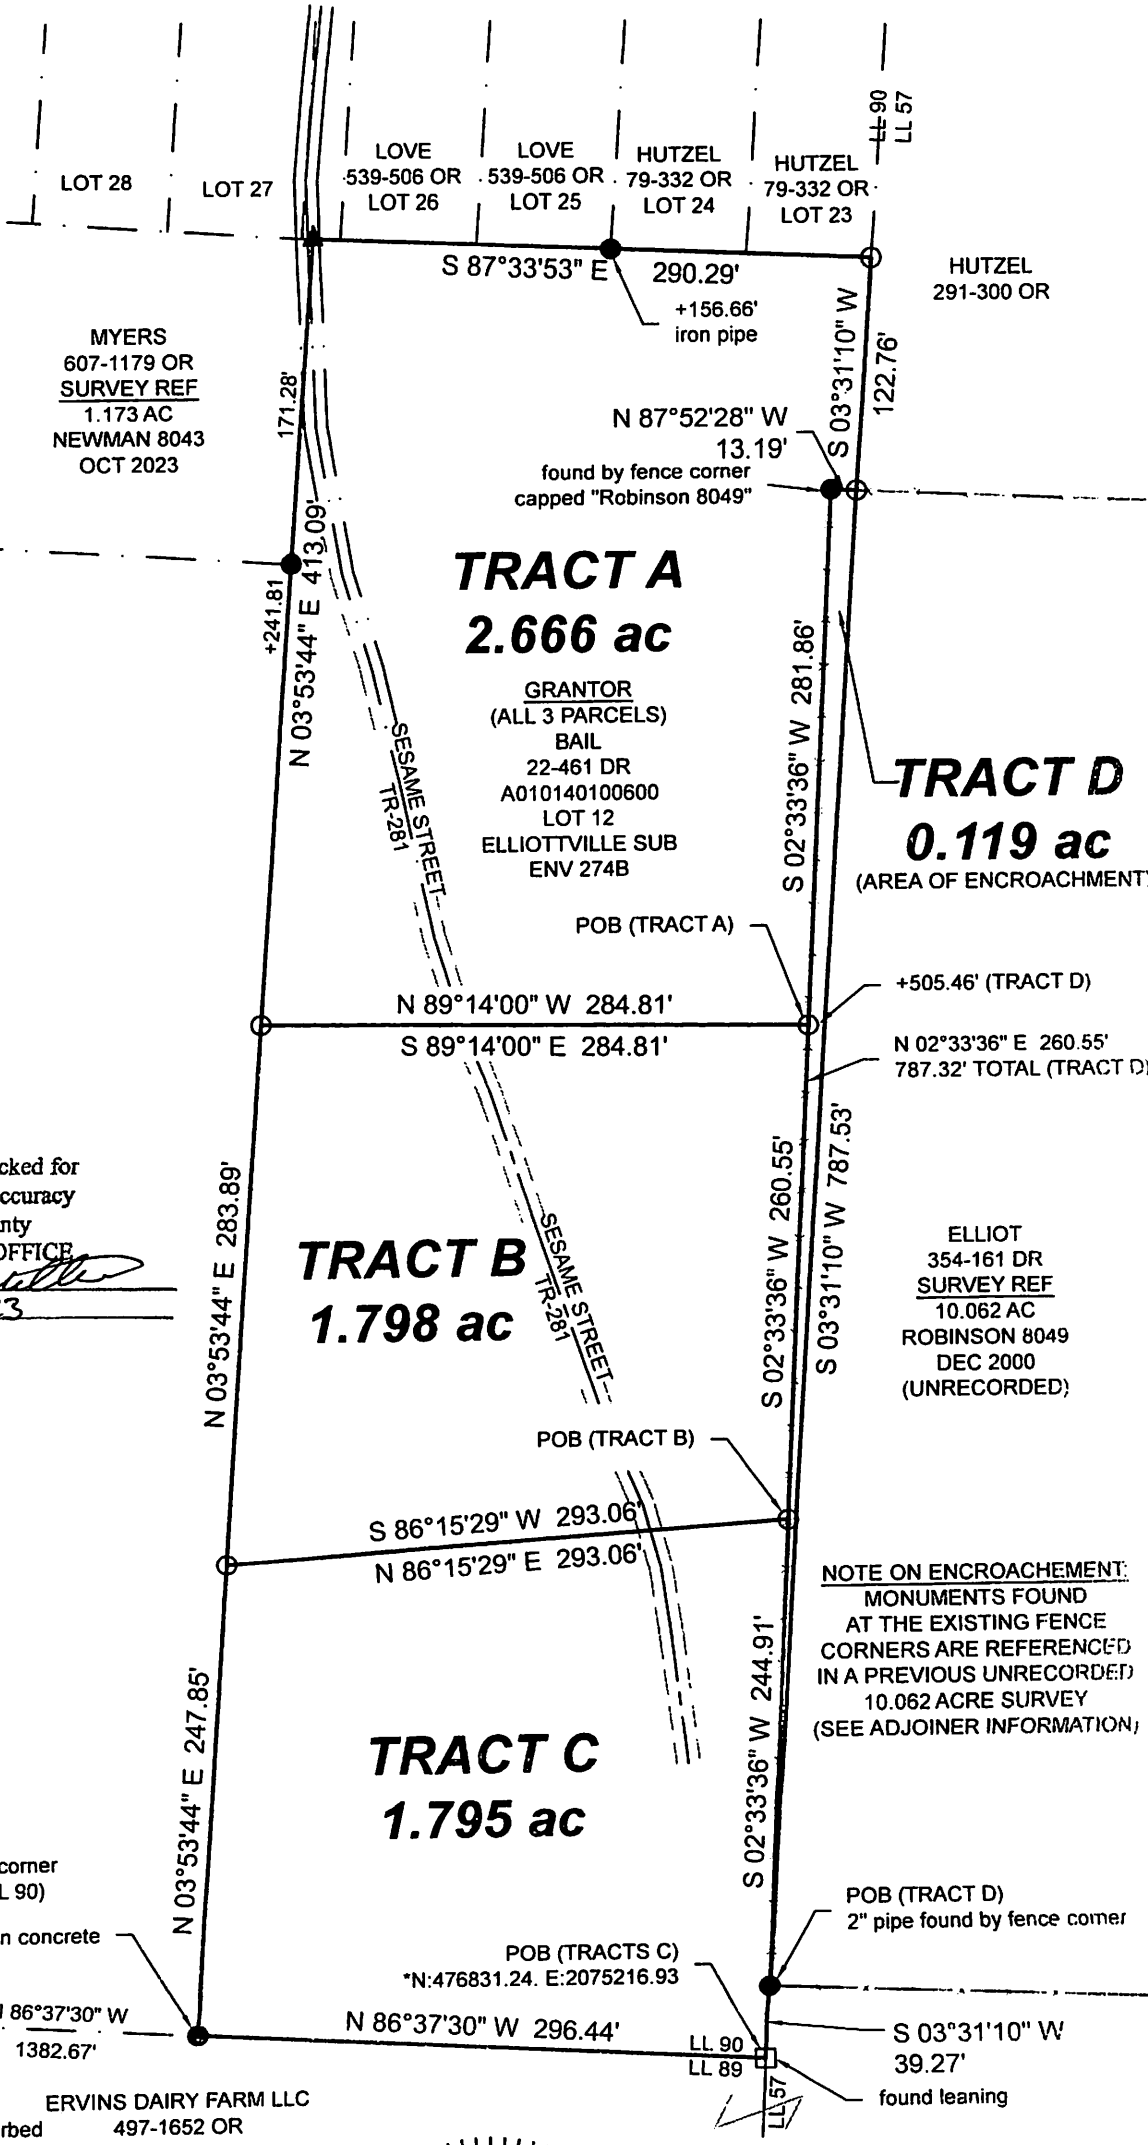 LL 90
LL 57
LOT 28
LOT 27
LOVE
539-506 OR
LOT 26
LOVE
539-506 OR
LOT 25
HUTZEL
79-332 OR
LOT 24
HUTZEL
79-332 OR
LOT 23
S 87°33'53" E 290.29'
HUTZEL
291-300 OR
+156.66'
iron pipe
MYERS
607-1179 OR
SURVEY REF
1.173 AC
NEWMAN 8043
OCT 2023
171.28'
S 03°31'10" W
122.76'
N 87°52'28" W
13.19'
found by fence corner
capped "Robinson 8049"
+241.81
N 03°53'44" E 413.09'
TRACT A
2.666 ac
GRANTOR
(ALL 3 PARCELS)
BAIL
22-461 DR
A010140100600
LOT 12
ELLIOTTVILLE SUB
ENV 274B
SESAME STREET
TR-281
S 02°33'36" W 281.86'
TRACT D
0.119 ac
(AREA OF ENCROACHMENT)
POB (TRACT A)
+505.46' (TRACT D)
N 89°14'00" W 284.81'
S 89°14'00" E 284.81'
N 02°33'36" E 260.55'
787.32' TOTAL (TRACT D)
cked for
ccuracy
nty
OFFICE
23
N 03°53'44" E 283.89'
TRACT B
1.798 ac
SESAME STREET
TR-281
S 02°33'36" W 260.55'
S 03°31'10" W 787.53'
ELLIOT
354-161 DR
SURVEY REF
10.062 AC
ROBINSON 8049
DEC 2000
(UNRECORDED)
POB (TRACT B)
S 86°15'29" W 293.06'
N 86°15'29" E 293.06'
NOTE ON ENCROACHEMENT:
MONUMENTS FOUND
AT THE EXISTING FENCE
CORNERS ARE REFERENCED
IN A PREVIOUS UNRECORDED
10.062 ACRE SURVEY
(SEE ADJOINER INFORMATION)
N 03°53'44" E 247.85'
TRACT C
1.795 ac
S 02°33'36" W 244.91'
corner
L 90)
n concrete
POB (TRACT D)
2" pipe found by fence corner
POB (TRACTS C)
*N:476831.24. E:2075216.93
86°37'30" W
1382.67'
N 86°37'30" W 296.44'
LL 90
LL 89
LL 57
S 03°31'10" W
39.27'
found leaning
ERVINS DAIRY FARM LLC
497-1652 OR
rbed